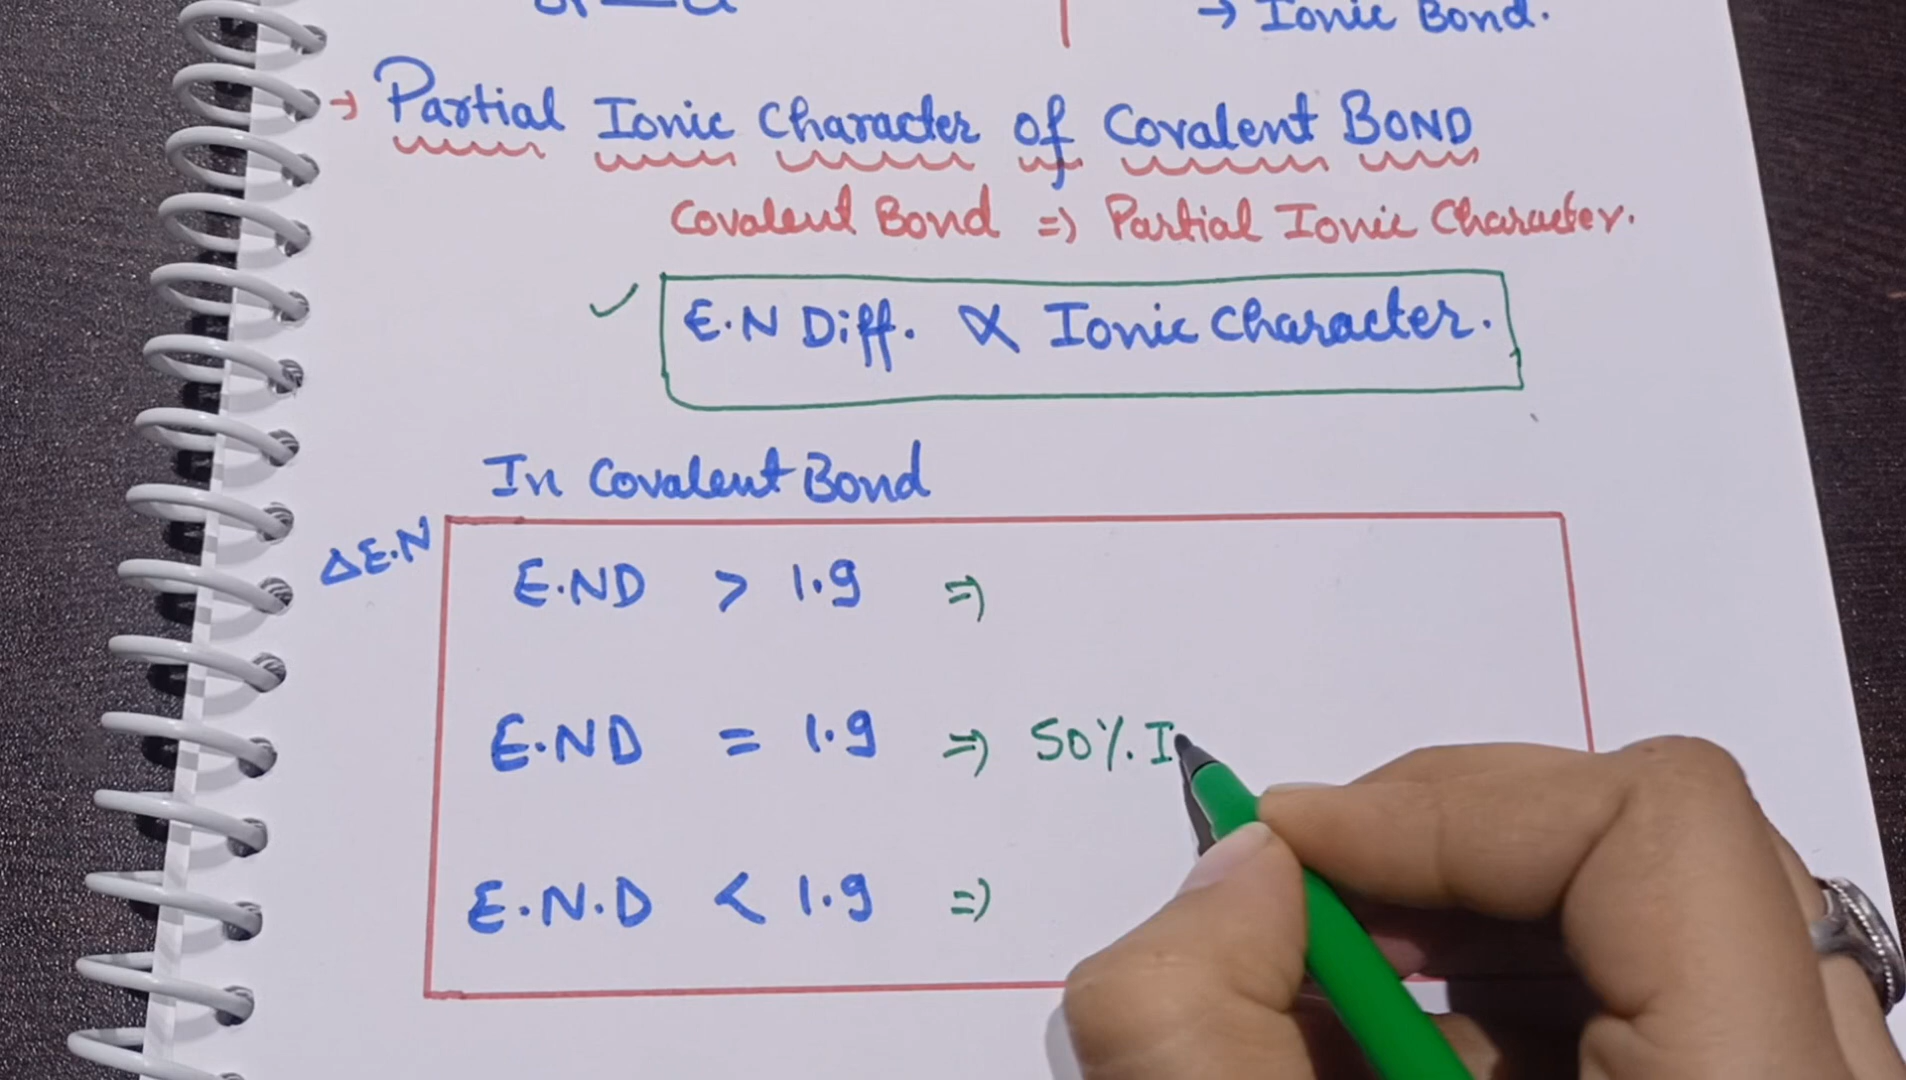 → Ionic Bond.
→ Partial Ionic Character of Covalent BOND
Covalent Bond ⇒ Partial Ionic Character.
✓ E.N Diff. ∝ Ionic Character.
In Covalent Bond
ΔE.N
E.ND > 1.9 ⇒
E.ND = 1.9 ⇒ 50%. I
E.N.D < 1.9 ⇒